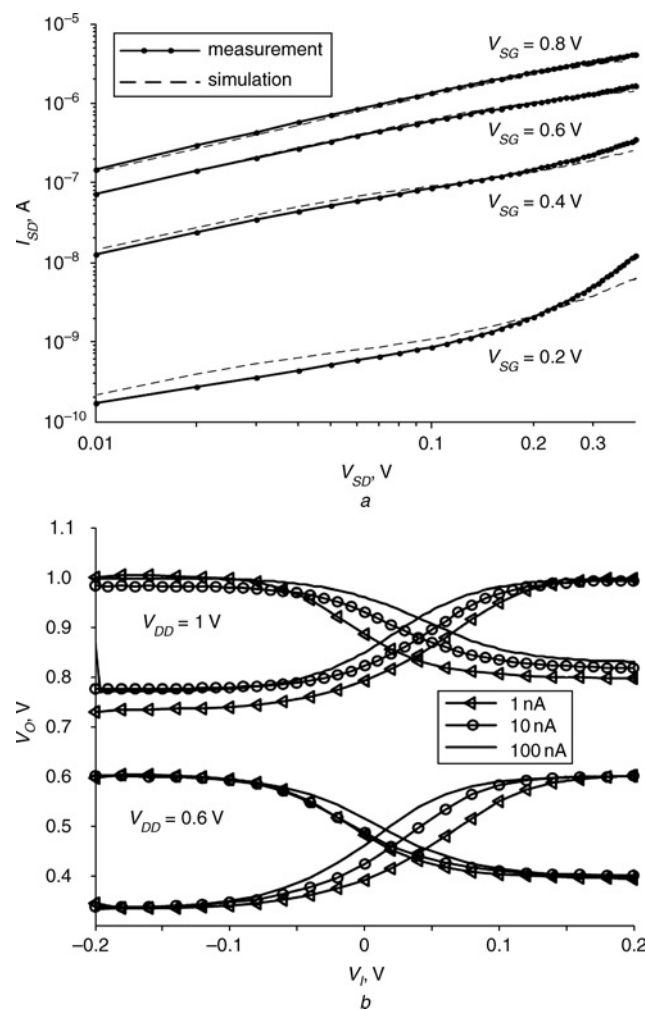 10⁻⁴
measurement
simulation
V_SG = 0.8 V
10⁻⁵
10⁻⁶
V_SG = 0.6 V
10⁻⁷
I_SD, A
V_SG = 0.4 V
10⁻⁸
10⁻⁹
V_SG = 0.2 V
10⁻¹⁰
0.01 0.1 0.2 0.3
V_SD, V
a
1.1
1.0
V_DD = 1 V
0.9
0.8
1 nA
0.7
10 nA
V_O, V
100 nA
0.6
V_DD = 0.6 V
0.5
0.4
–0.2 –0.1 0 0.1 0.2
V_I, V
b